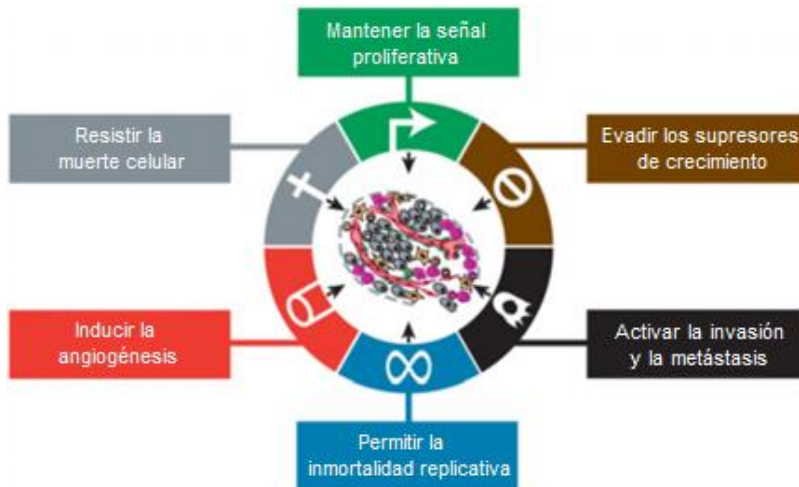 Mantener la señal
proliferativa
Resistir la
muerte celular
Evadir los supresores
de crecimiento
Inducir la
angiogénesis
Activar la invasión
y la metástasis
Permitir la
inmortalidad replicativa